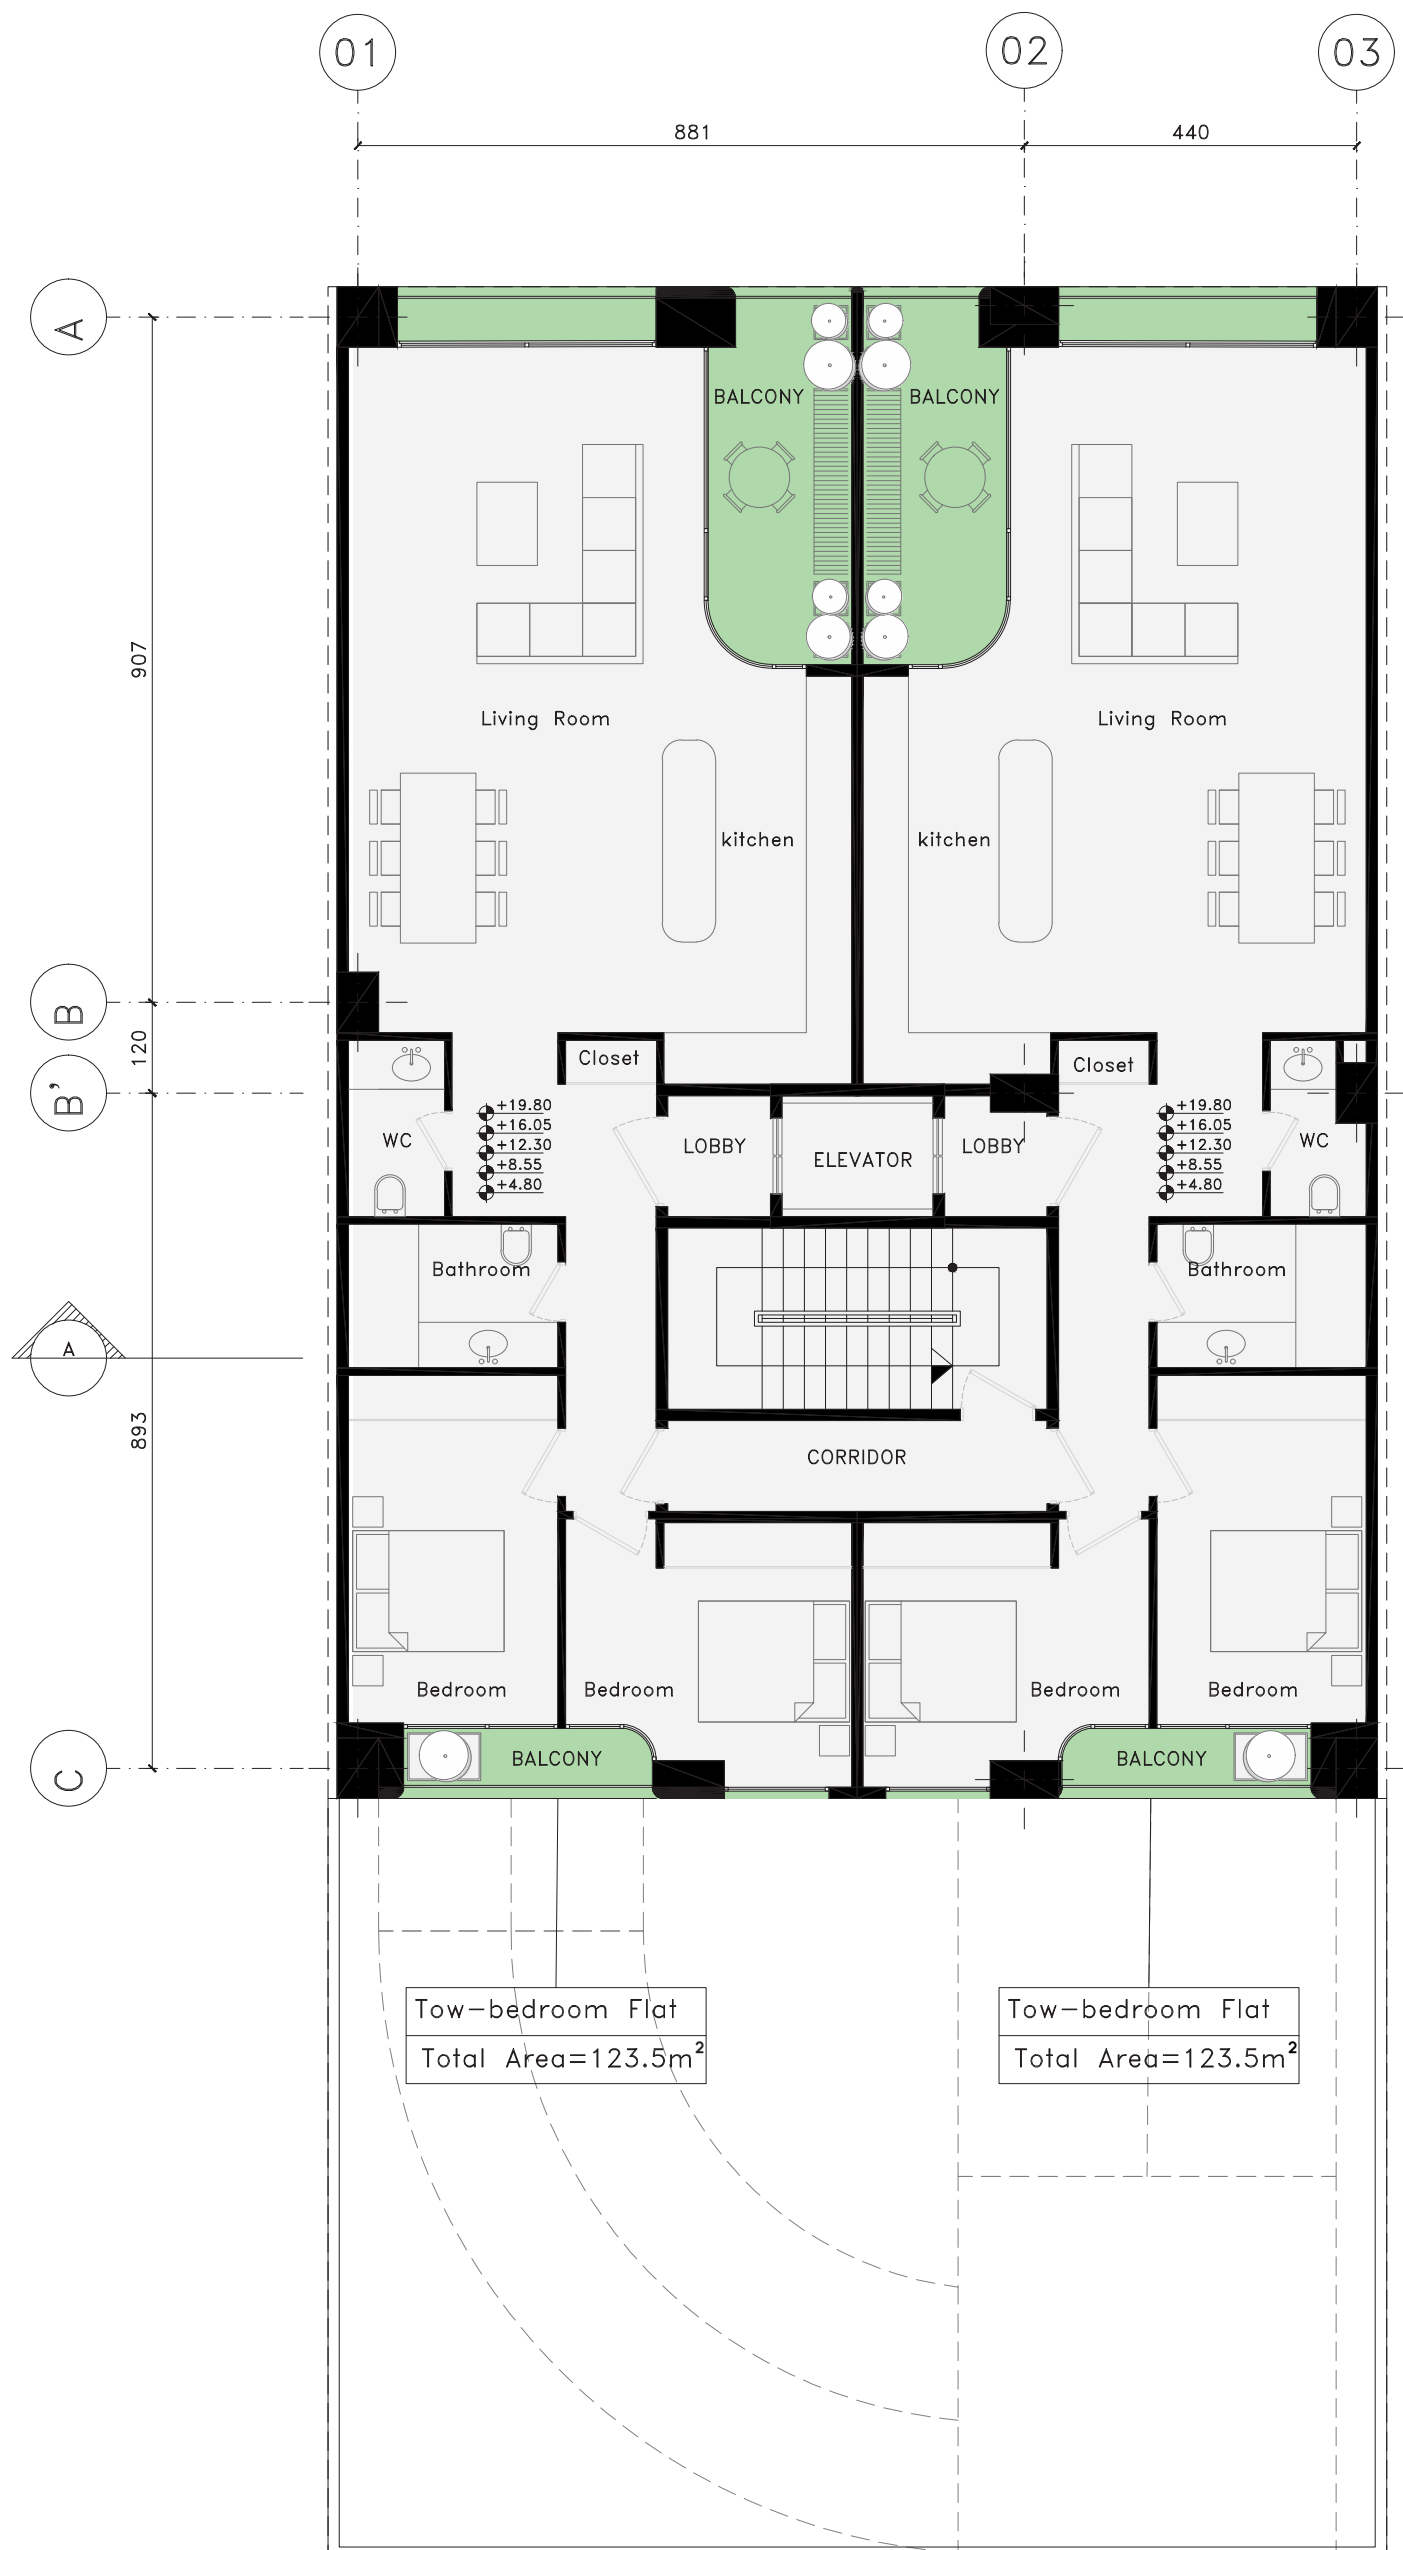 01
02
03
881
440
A
BALCONY
BALCONY
907
Living Room
Living Room
kitchen
kitchen
B
120
Closet
Closet
B'
+19.80
+16.05
+12.30
+8.55
+4.80
+19.80
+16.05
+12.30
+8.55
+4.80
WC
LOBBY
ELEVATOR
LOBBY
WC
Bathroom
Bathroom
A
893
CORRIDOR
Bedroom
Bedroom
Bedroom
Bedroom
C
BALCONY
BALCONY
Tow-bedroom Flat
Total Area=123.5m²
Tow-bedroom Flat
Total Area=123.5m²